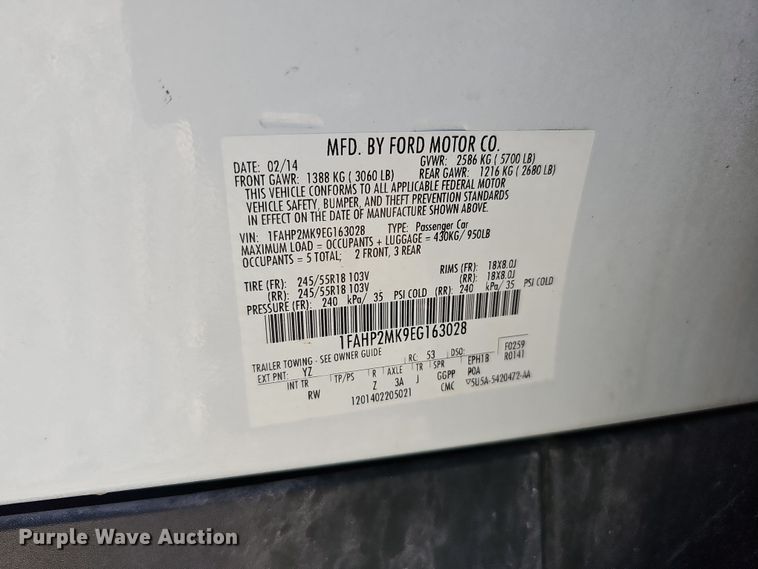 MFD. BY FORD MOTOR CO.
DATE: 02/14 GVWR: 2586 KG ( 5700 LB)
FRONT GAWR: 1388 KG ( 3060 LB) REAR GAWR: 1216 KG ( 2680 LB)
THIS VEHICLE CONFORMS TO ALL APPLICABLE FEDERAL MOTOR
VEHICLE SAFETY, BUMPER, AND THEFT PREVENTION STANDARDS
IN EFFECT ON THE DATE OF MANUFACTURE SHOWN ABOVE.
VIN: 1FAHP2MK9EG163028 TYPE: Passenger Car
MAXIMUM LOAD = OCCUPANTS + LUGGAGE = 430KG/ 950LB
OCCUPANTS = 5 TOTAL; 2 FRONT, 3 REAR
TIRE (FR): 245/55R18 103V RIMS (FR): 18X8.0J
(RR): 245/55R18 103V (RR): 18X8.0J
PRESSURE (FR): 240 kPa/ 35 PSI COLD (RR): 240 kPa/ 35 PSI COLD
1FAHP2MK9EG163028
TRAILER TOWING - SEE OWNER GUIDE RC: 53 DSO: F0259
EXT PNT: YZ EPH1B R0141
INT TR TP/PS R AXLE TR SPR POA
RW Z 3A J GGPP
1201402205021 CMC 5U5A-5420472-AA
Purple Wave Auction